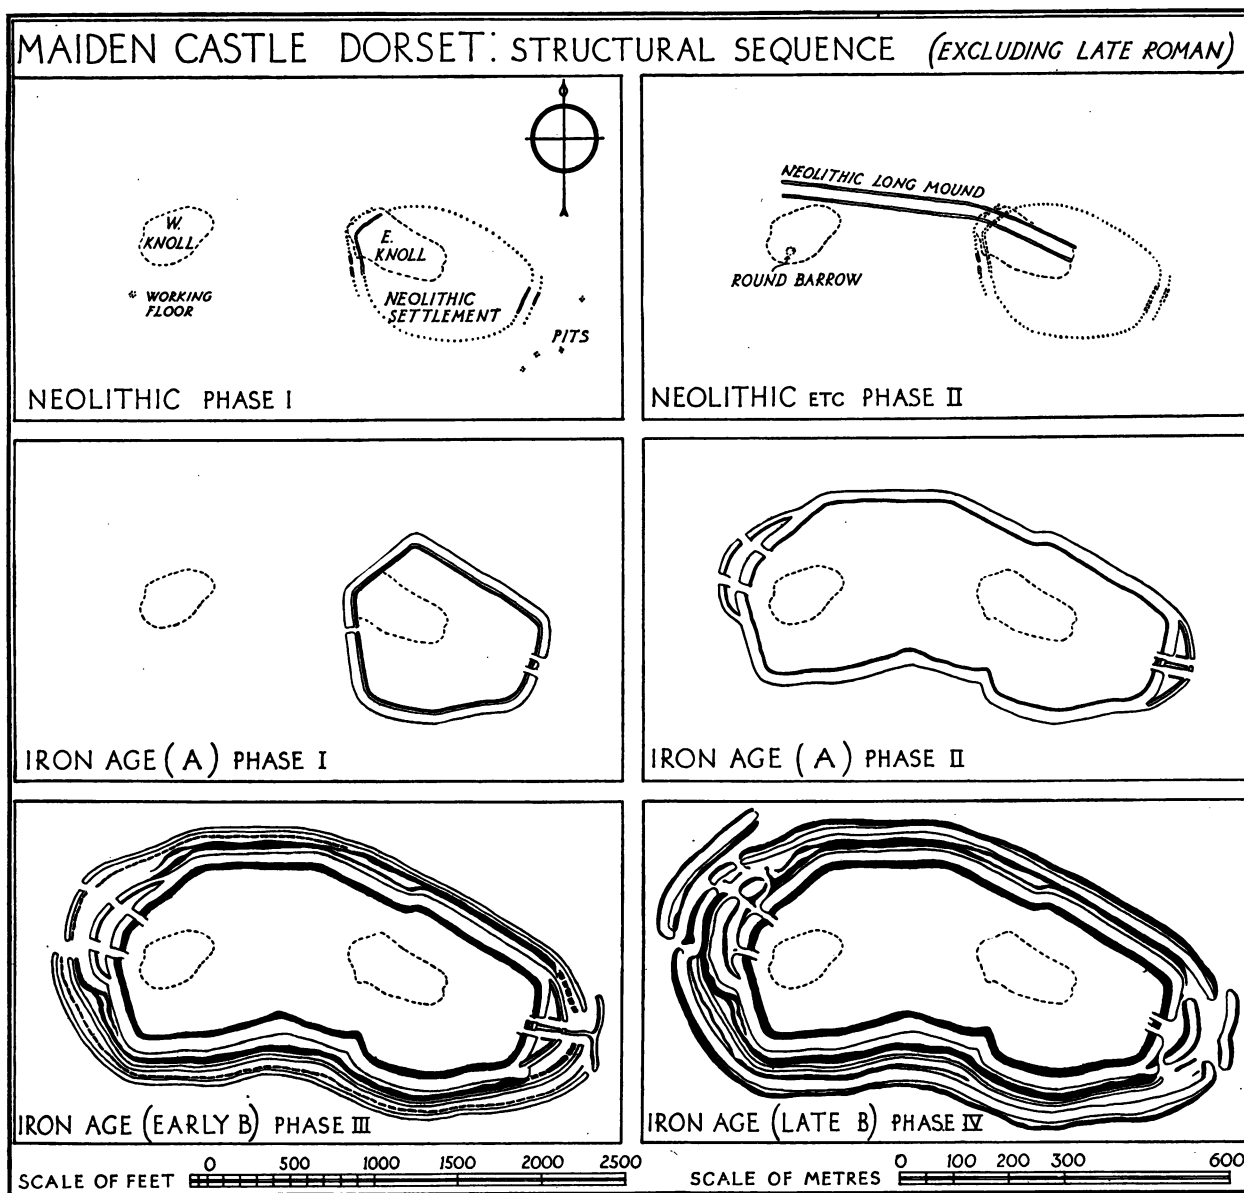 MAIDEN CASTLE DORSET: STRUCTURAL SEQUENCE (EXCLUDING LATE ROMAN)
W.
KNOLL
E.
KNOLL
WORKING
FLOOR
NEOLITHIC
SETTLEMENT
PITS
NEOLITHIC PHASE I
NEOLITHIC LONG MOUND
ROUND BARROW
NEOLITHIC ETC PHASE II
IRON AGE (A) PHASE I
IRON AGE (A) PHASE II
IRON AGE (EARLY B) PHASE III
IRON AGE (LATE B) PHASE IV
SCALE OF FEET 0 500 1000 1500 2000 2500
SCALE OF METRES 0 100 200 300 600